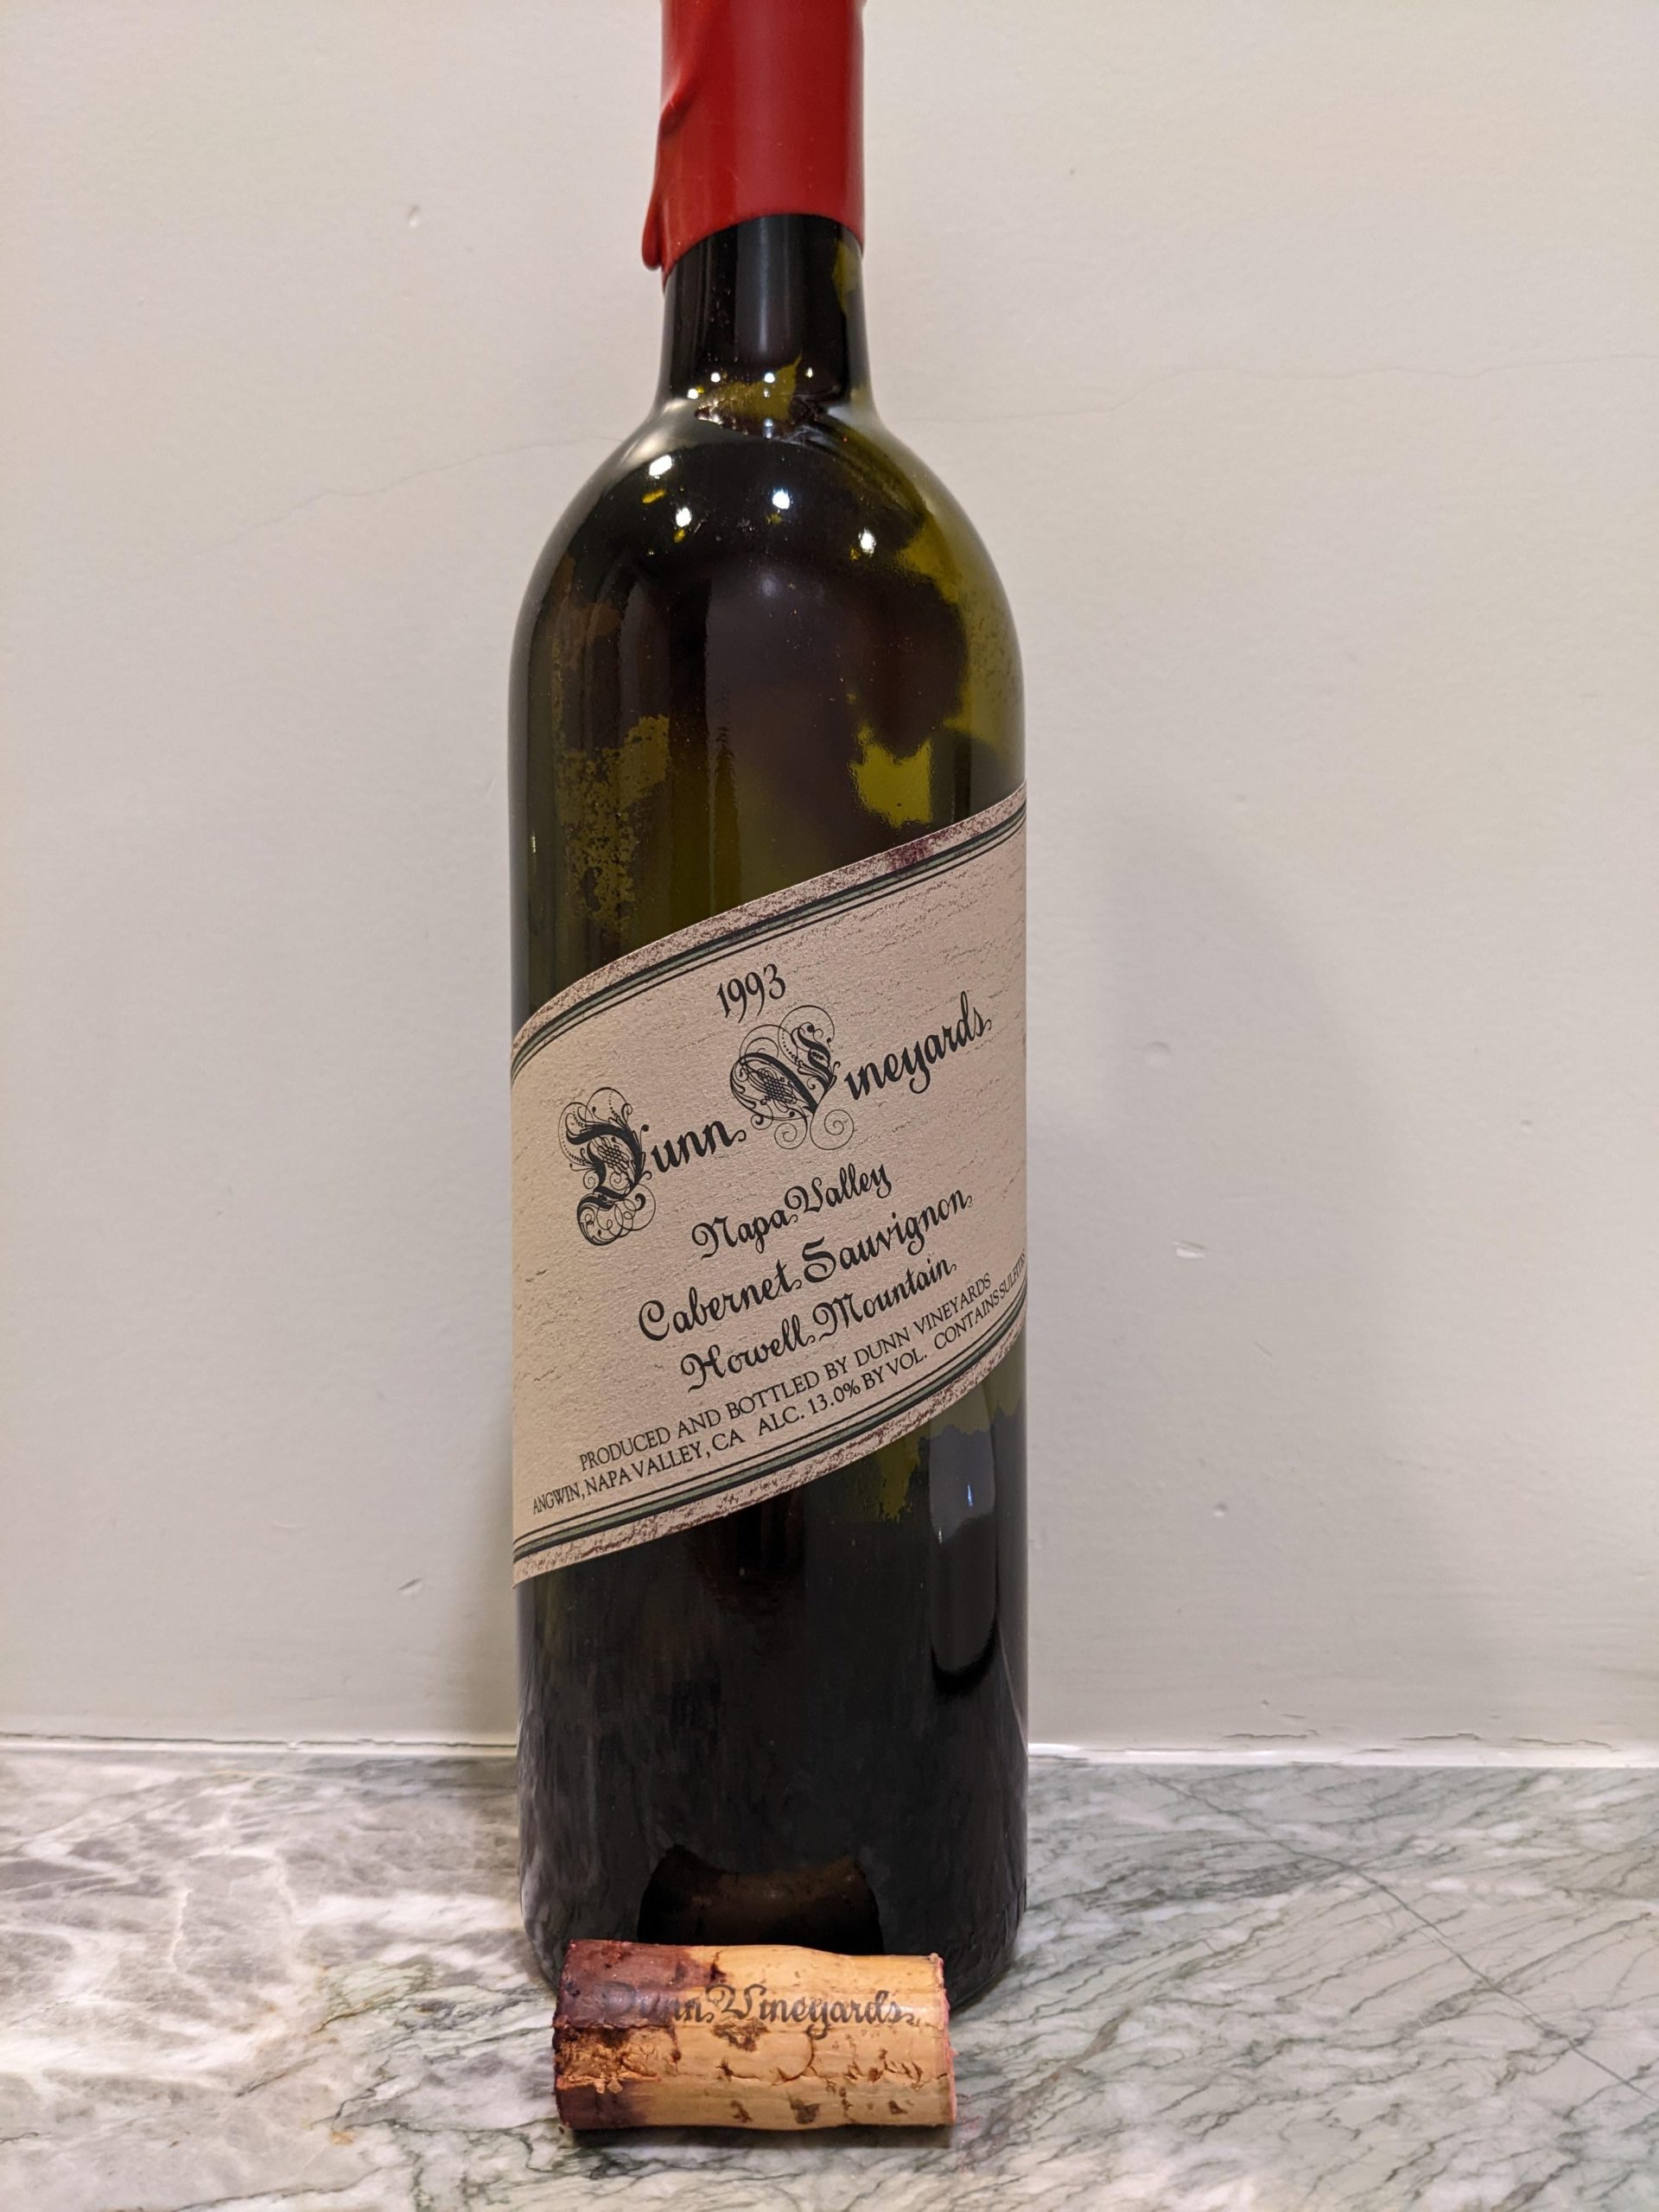 1993
Dunn Vineyards
Napa Valley
Cabernet Sauvignon
Howell Mountain
PRODUCED AND BOTTLED BY DUNN VINEYARDS
ANGWIN, NAPA VALLEY, CA ALC. 13.0% BY VOL. CONTAINS SULFITES
Dunn Vineyards